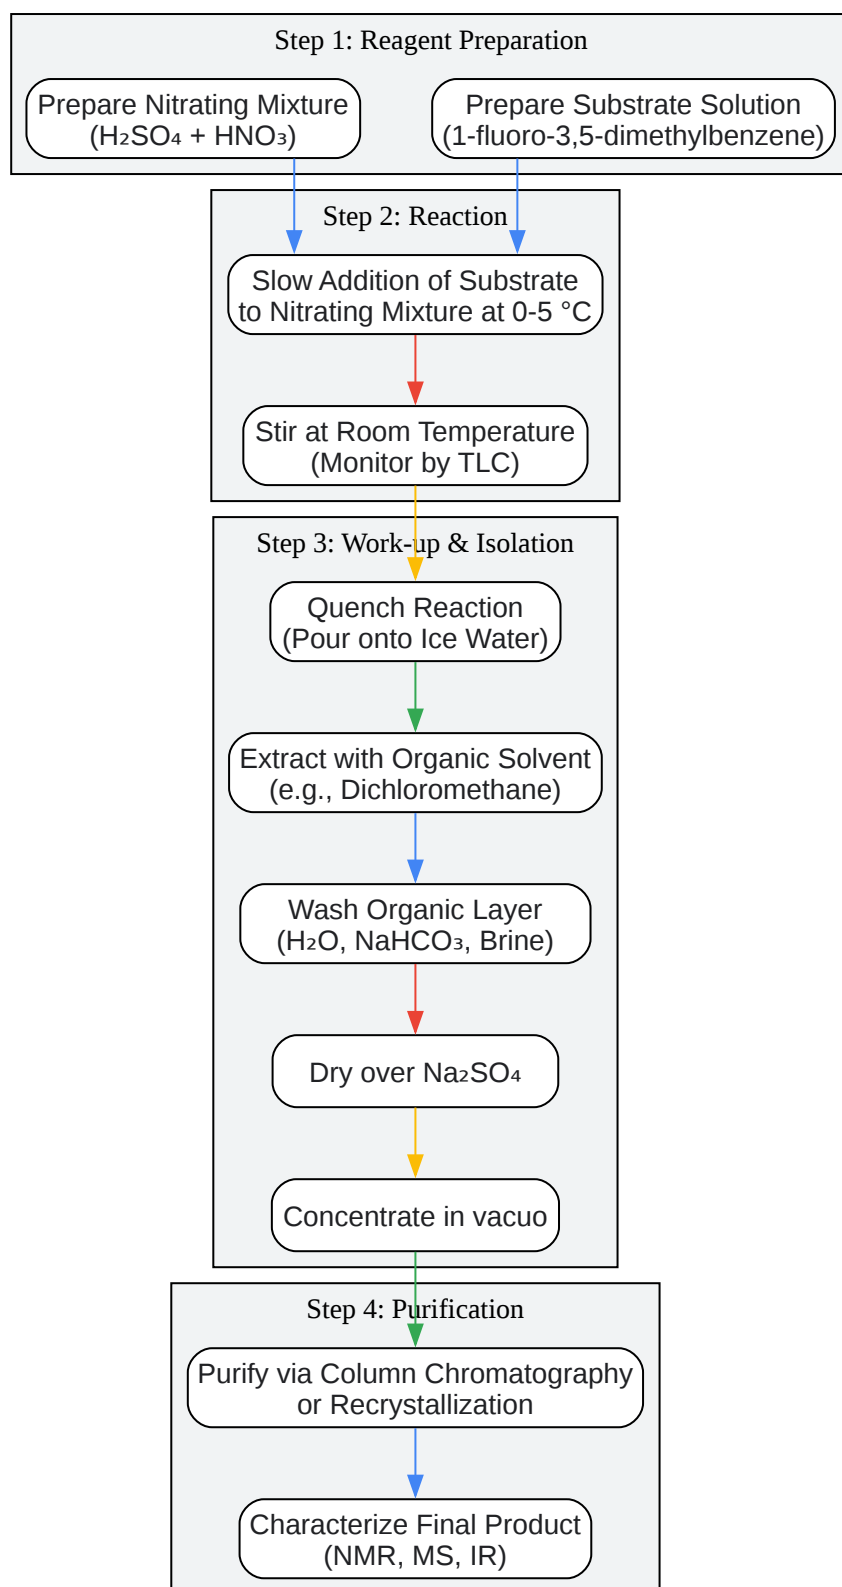 Step 1: Reagent Preparation
Prepare Nitrating Mixture
(H₂SO₄ + HNO₃)
Prepare Substrate Solution
(1-fluoro-3,5-dimethylbenzene)
Step 2: Reaction
Slow Addition of Substrate
to Nitrating Mixture at 0-5 °C
Stir at Room Temperature
(Monitor by TLC)
Step 3: Work-up & Isolation
Quench Reaction
(Pour onto Ice Water)
Extract with Organic Solvent
(e.g., Dichloromethane)
Wash Organic Layer
(H₂O, NaHCO₃, Brine)
Dry over Na₂SO₄
Concentrate in vacuo
Step 4: Purification
Purify via Column Chromatography
or Recrystallization
Characterize Final Product
(NMR, MS, IR)